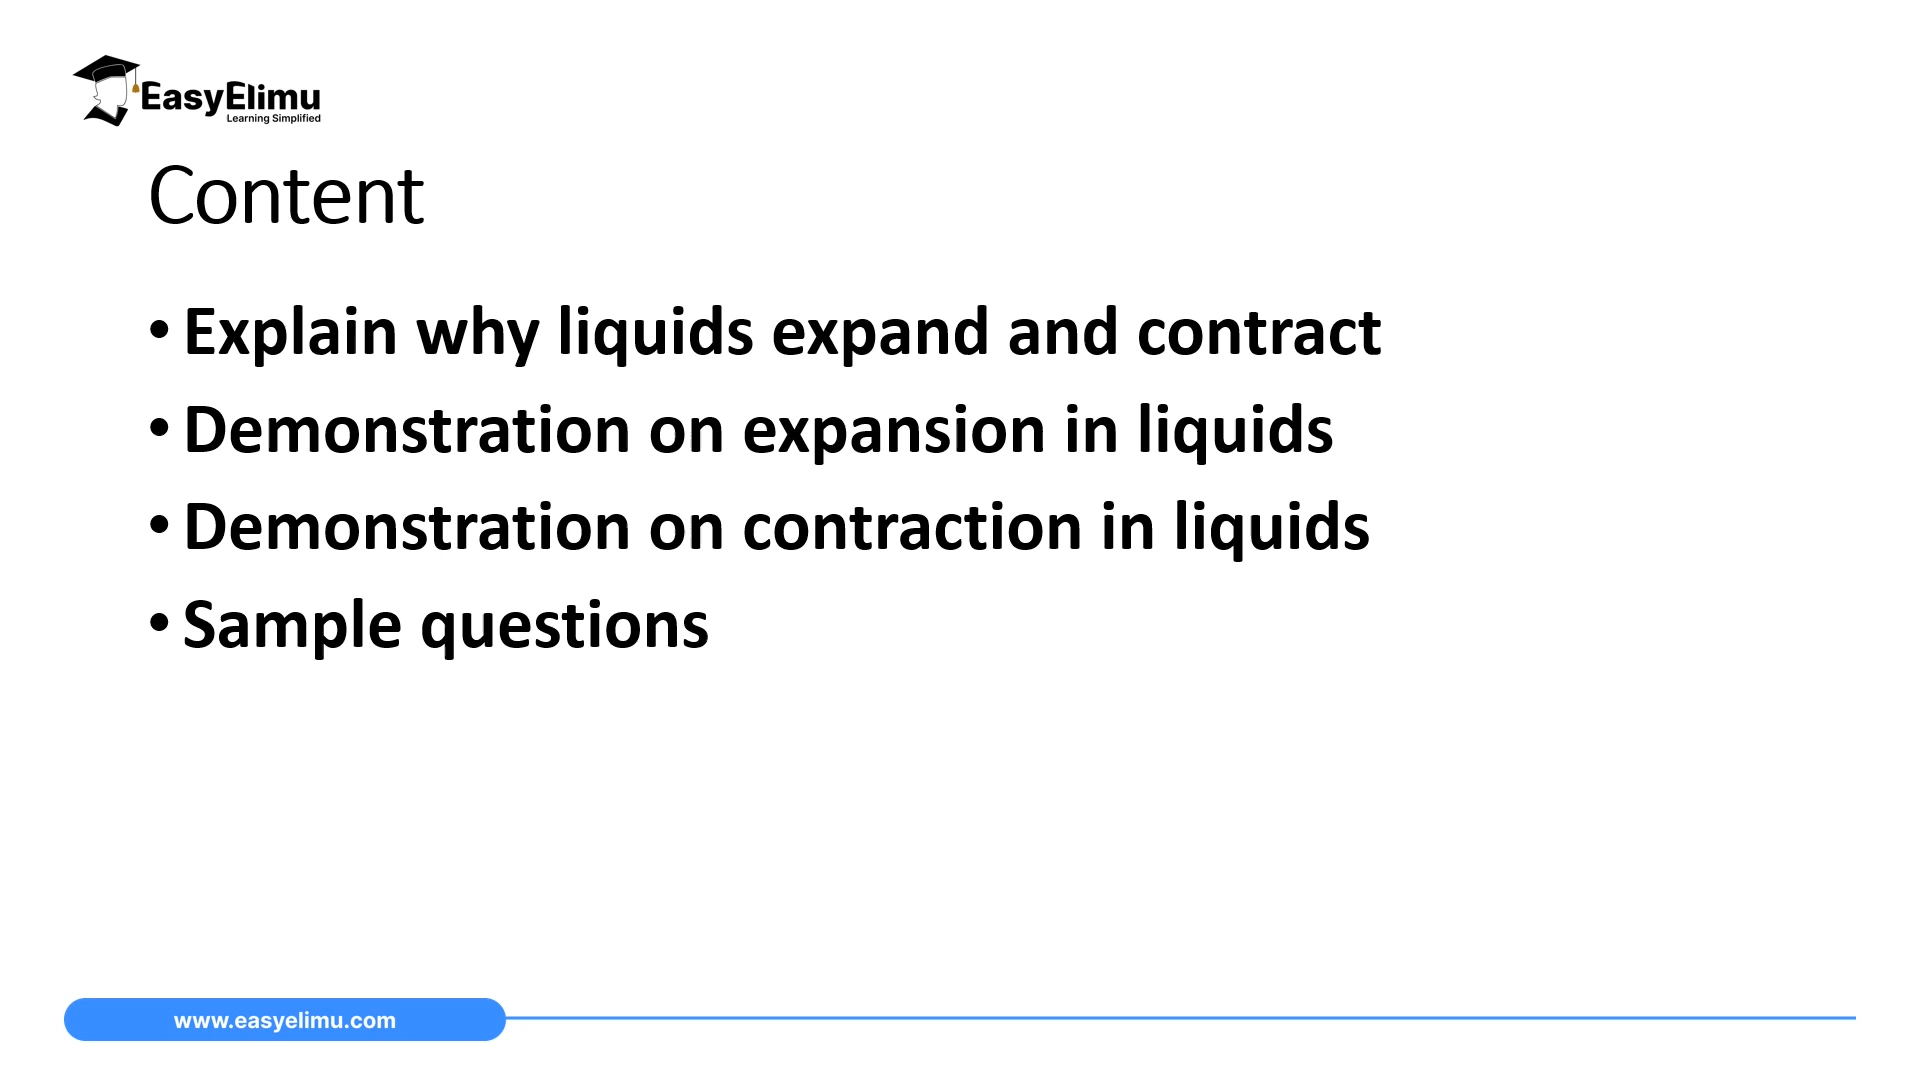 EasyElimu
Learning Simplified
Content
• Explain why liquids expand and contract
• Demonstration on expansion in liquids
• Demonstration on contraction in liquids
• Sample questions
www.easyelimu.com